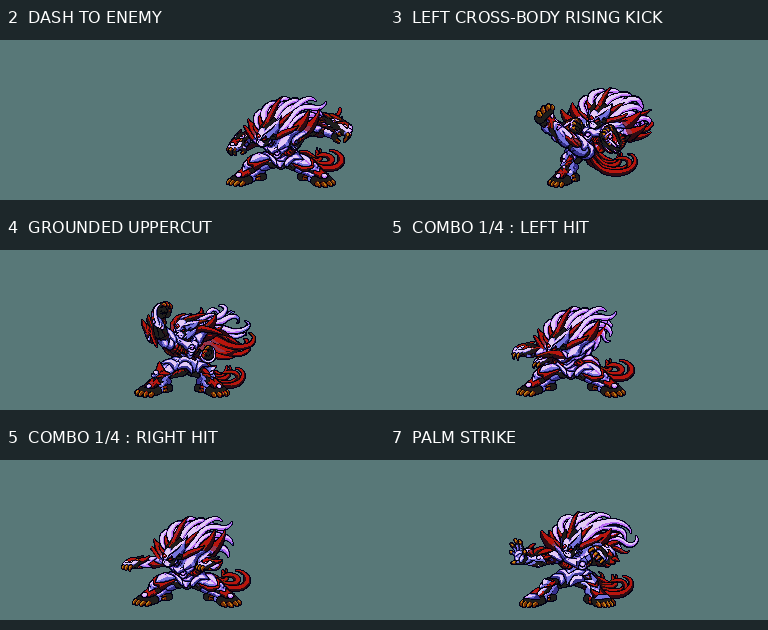 2 DASH TO ENEMY
3 LEFT CROSS-BODY RISING KICK
4 GROUNDED UPPERCUT
5 COMBO 1/4 : LEFT HIT
5 COMBO 1/4 : RIGHT HIT
7 PALM STRIKE